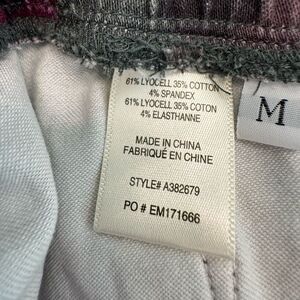 61% LYOCELL 35% COTTON
4% SPANDEX
61% LYOCELL 35% COTON
4% ELASTHANNE
MADE IN CHINA
FABRIQUÉ EN CHINE
STYLE# A382679
PO # EM171666
M